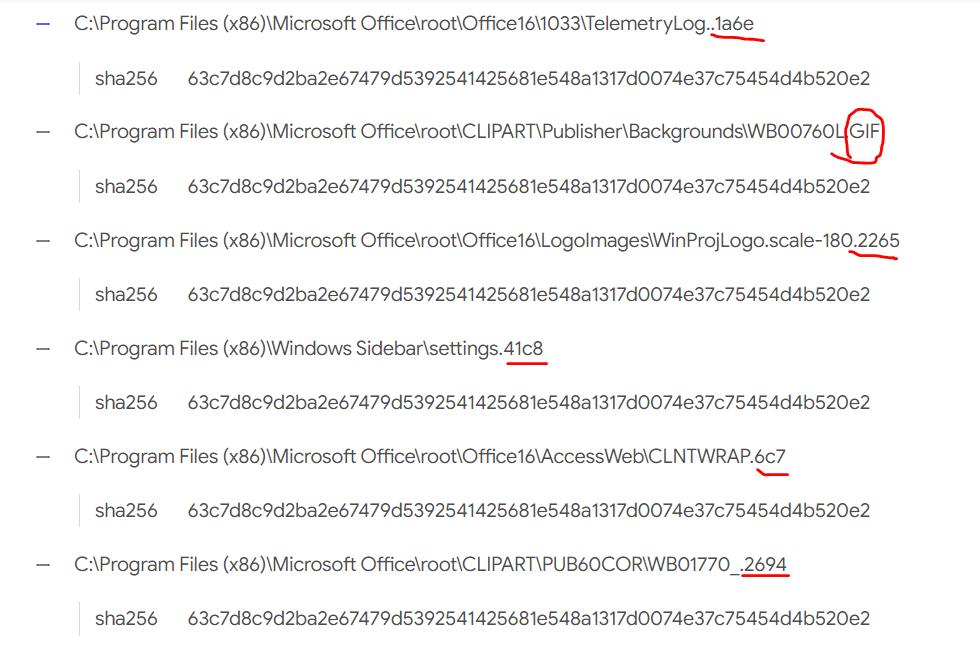 C:\Program Files (x86)\Microsoft Office\root\Office16\1033\TelemetryLog..1a6e
sha256 63c7d8c9d2ba2e67479d5392541425681e548a1317d0074e37c75454d4b520e2
C:\Program Files (x86)\Microsoft Office\root\CLIPART\Publisher\Backgrounds\WB00760L.GIF
sha256 63c7d8c9d2ba2e67479d5392541425681e548a1317d0074e37c75454d4b520e2
C:\Program Files (x86)\Microsoft Office\root\Office16\LogoImages\WinProjLogo.scale-180.2265
sha256 63c7d8c9d2ba2e67479d5392541425681e548a1317d0074e37c75454d4b520e2
C:\Program Files (x86)\Windows Sidebar\settings.41c8
sha256 63c7d8c9d2ba2e67479d5392541425681e548a1317d0074e37c75454d4b520e2
C:\Program Files (x86)\Microsoft Office\root\Office16\AccessWeb\CLNTWRAP.6c7
sha256 63c7d8c9d2ba2e67479d5392541425681e548a1317d0074e37c75454d4b520e2
C:\Program Files (x86)\Microsoft Office\root\CLIPART\PUB60COR\WB01770_.2694
sha256 63c7d8c9d2ba2e67479d5392541425681e548a1317d0074e37c75454d4b520e2